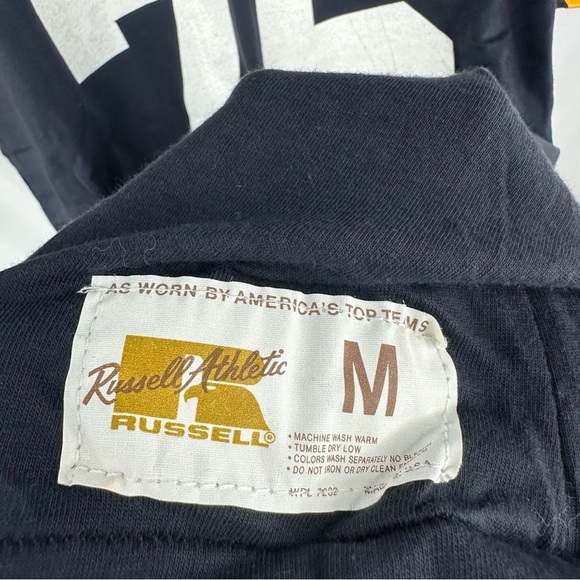 AS WORN BY AMERICA'S TOP TEAMS
Russell Athletic
RUSSELL®
M
• MACHINE WASH WARM
• TUMBLE DRY LOW
• COLORS WASH SEPARATELY NO
• DO NOT IRON OR DRY CLEAN
WPL